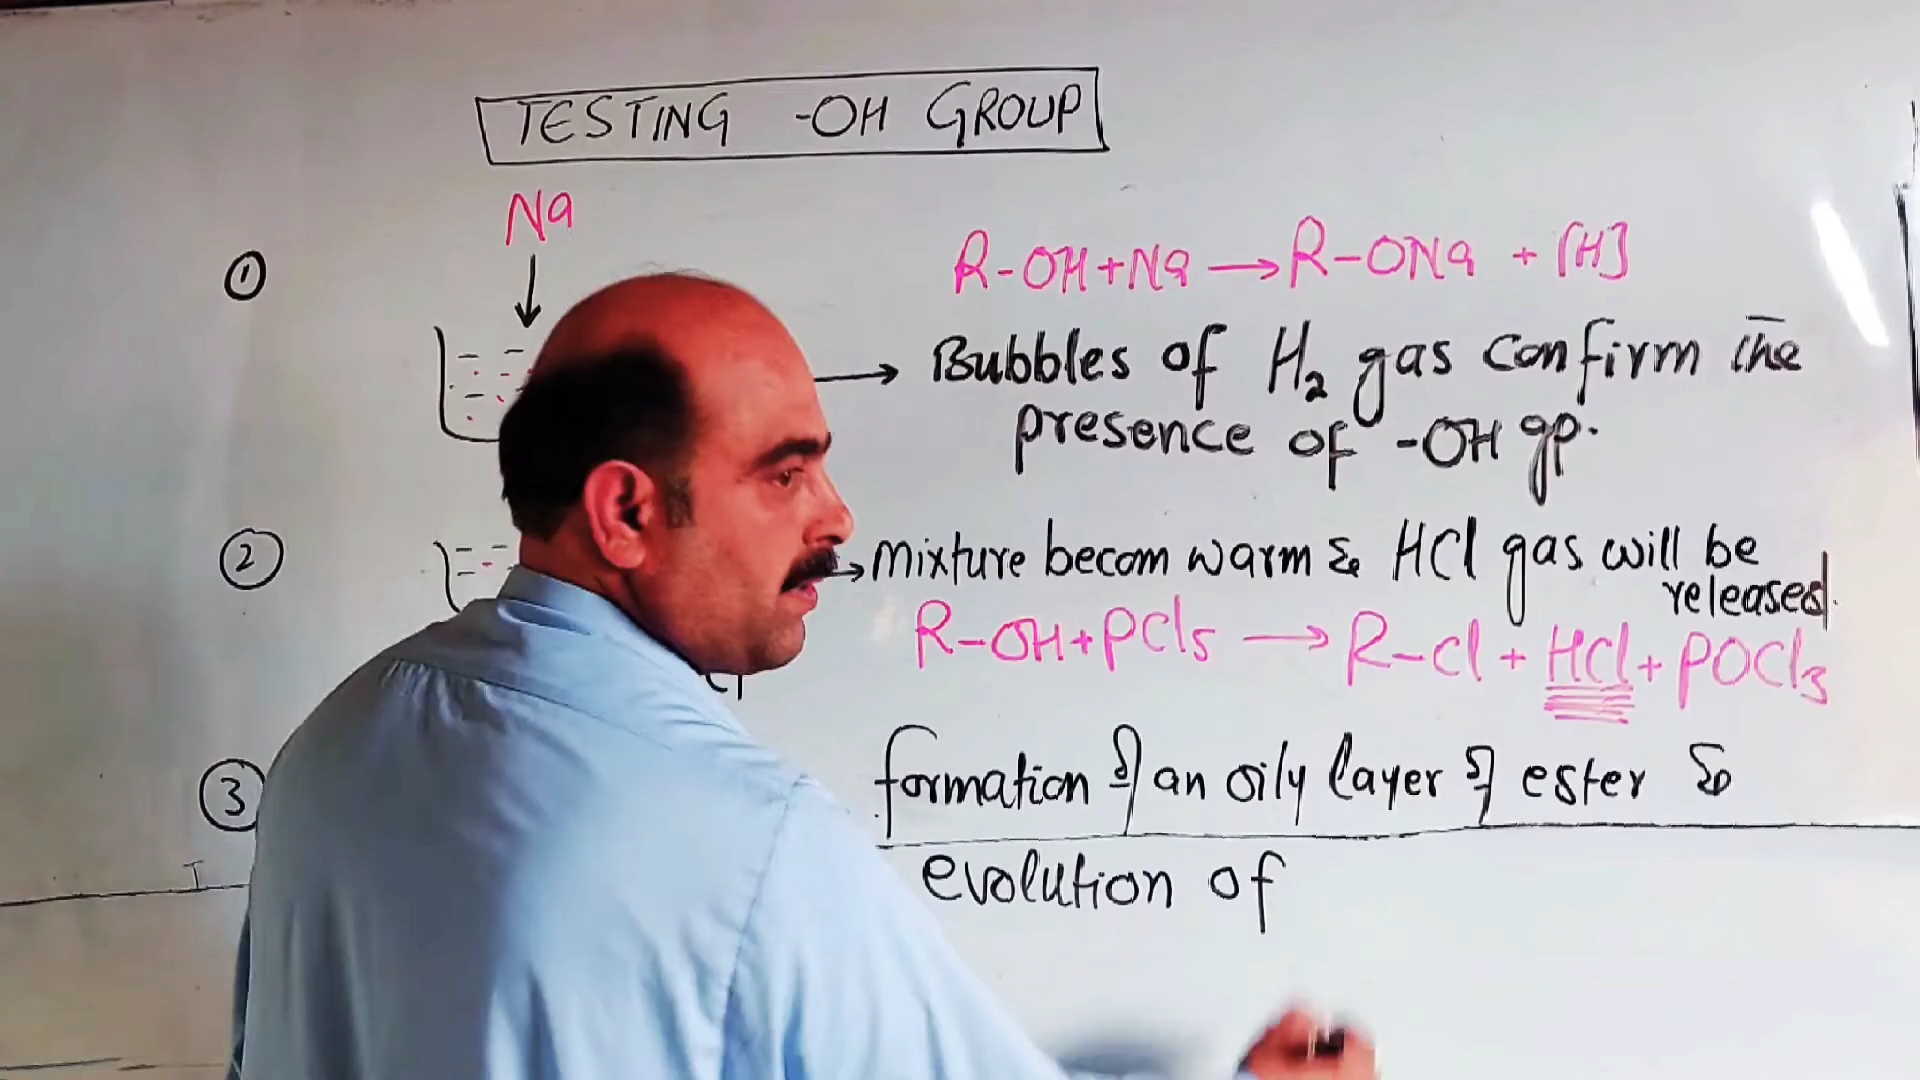 TESTING -OH GROUP
Na
①
R-OH+Na → R-ONa + [H]
→ Bubbles of H₂ gas confirm the
presence of -OH gp.
②
→ mixture becom warm & HCl gas will be
released.
R-OH+PCl₅ → R-Cl + HCl + POCl₃
③
formation of an oily layer of ester &
evolution of